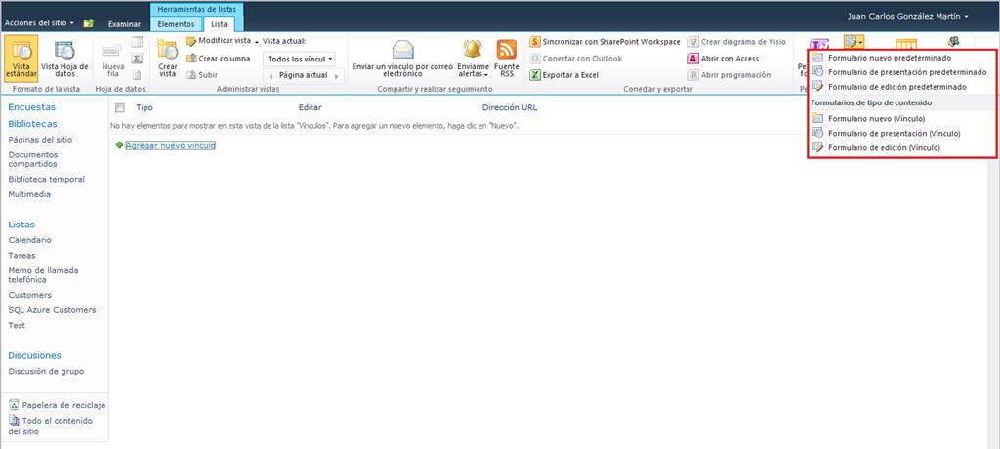 Herramientas de listas
Acciones del sitio
Examinar
Elementos
Lista
Juan Carlos González Martín
Vista estándar
Vista Hoja de datos
Formato de la vista
Nueva fila
Hoja de datos
Crear vista
Modificar vista
Crear columna
Subir
Vista actual:
Todos los víncul
Página actual
Administrar vistas
Enviar un vínculo por correo electrónico
Enviarme alertas
Fuente RSS
Compartir y realizar seguimiento
Sincronizar con SharePoint Workspace
Conectar con Outlook
Exportar a Excel
Crear diagrama de Visio
Abrir con Access
Abrir programación
Conectar y exportar
Formulario nuevo predeterminado
Formulario de presentación predeterminado
Formulario de edición predeterminado
Formularios de tipo de contenido
Formulario nuevo (Vínculo)
Formulario de presentación (Vínculo)
Formulario de edición (Vínculo)
Encuestas
Bibliotecas
Páginas del sitio
Documentos
compartidos
Biblioteca temporal
Multimedia
Listas
Calendario
Tareas
Memo de llamada
telefónica
Customers
SQL Azure Customers
Test
Discusiones
Discusión de grupo
Papelera de reciclaje
Todo el contenido
del sitio
Tipo
Editar
Dirección URL
No hay elementos para mostrar en esta vista de la lista "Vínculos". Para agregar un nuevo elemento, haga clic en "Nuevo".
Agregar nuevo vínculo